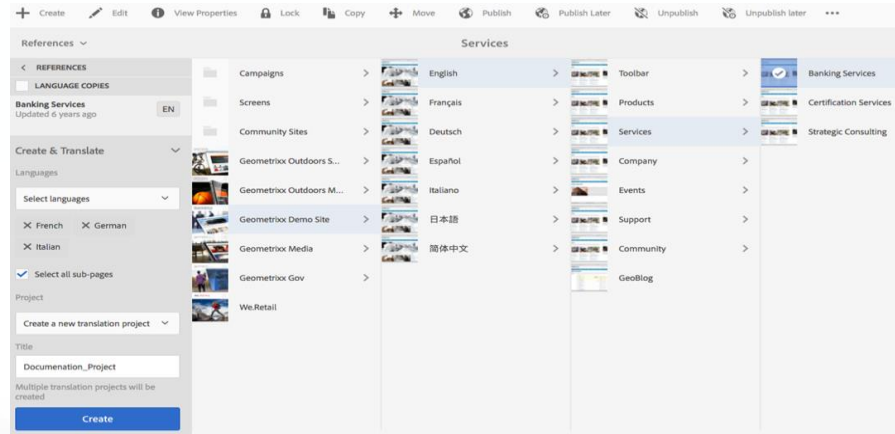 Create Edit View Properties Lock Copy Move Publish Publish Later Unpublish Unpublish later
References
Services
REFERENCES
LANGUAGE COPIES
Banking Services
Updated 6 years ago
EN
Create & Translate
Languages
Select languages
French German
Italian
Select all sub-pages
Project
Create a new translation project
Title
Documenation_Project
Multiple translation projects will be
created
Create
Campaigns
Screens
Community Sites
Geometrixx Outdoors S...
Geometrixx Outdoors M...
Geometrixx Demo Site
Geometrixx Media
Geometrixx Gov
We.Retail
English
Français
Deutsch
Español
Italiano
日本語
简体中文
Toolbar
Products
Services
Company
Events
Support
Community
GeoBlog
Banking Services
Certification Services
Strategic Consulting